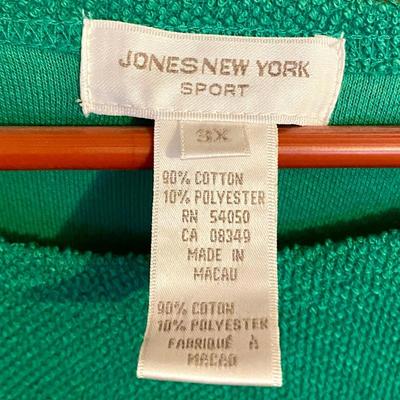 JONES NEW YORK
SPORT
3X
90% COTTON
10% POLYESTER
RN 54050
CA 08349
MADE IN
MACAU
90% COTON
10% POLYESTER
FABRIQUÉ À
MACAO